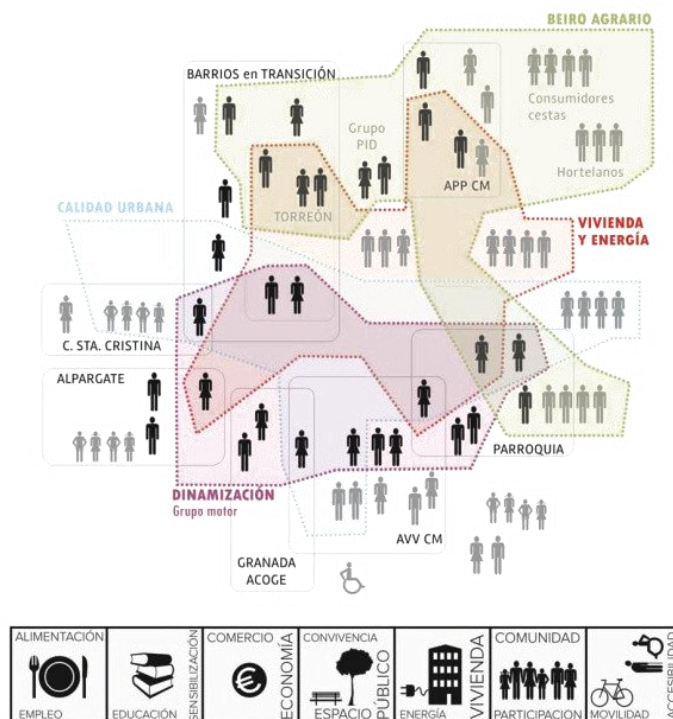 BEIRO AGRARIO
BARRIOS en TRANSICIÓN
Consumidores
cestas
Grupo
PID
Hortelanos
APP CM
TORREÓN
CALIDAD URBANA
VIVIENDA
Y ENERGÍA
C. STA. CRISTINA
ALPARGATE
PARROQUIA
DINAMIZACIÓN
Grupo motor
AVV CM
GRANADA
ACOGE
ALIMENTACIÓN
EMPLEO
SENSIBILIZACIÓN
EDUCACIÓN
COMERCIO
ECONOMÍA
CONVIVENCIA
ESPACIO
PÚBLICO
VIVIENDA
ENERGÍA
COMUNIDAD
PARTICIPACION
ACCESIBILIDAD
MOVILIDAD